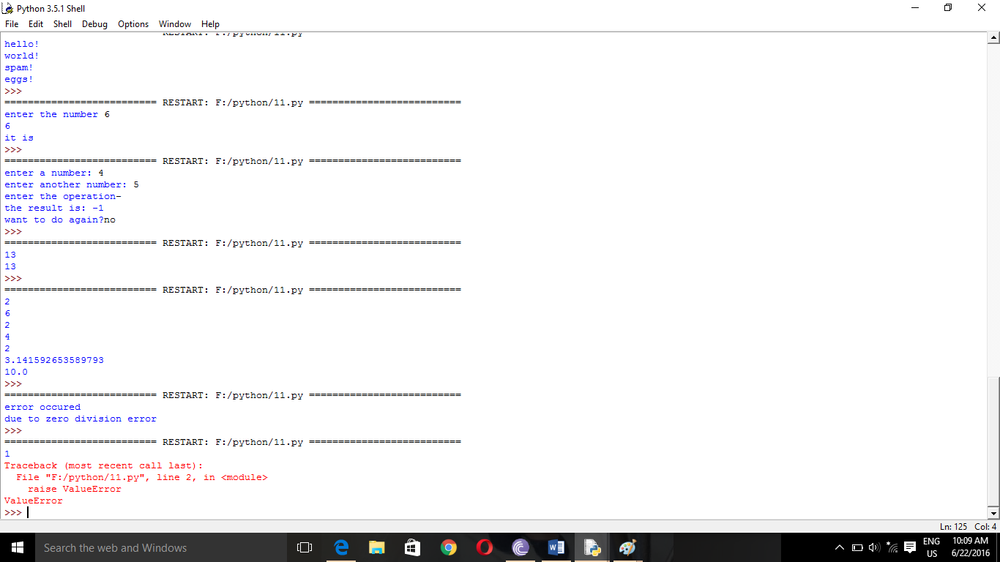 Python 3.5.1 Shell
File Edit Shell Debug Options Window Help
RESTART: F:/python/11.py
hello!
world!
spam!
eggs!
>>>
========================== RESTART: F:/python/11.py ==========================
enter the number 6
6
it is
>>>
========================== RESTART: F:/python/11.py ==========================
enter a number: 4
enter another number: 5
enter the operation-
the result is: -1
want to do again?no
>>>
========================== RESTART: F:/python/11.py ==========================
13
13
>>>
========================== RESTART: F:/python/11.py ==========================
2
6
2
4
2
3.141592653589793
10.0
>>>
========================== RESTART: F:/python/11.py ==========================
error occured
due to zero division error
>>>
========================== RESTART: F:/python/11.py ==========================
1
Traceback (most recent call last):
  File "F:/python/11.py", line 2, in <module>
    raise ValueError
ValueError
>>>
Ln: 125 Col: 4
Search the web and Windows
ENG
US
10:09 AM
6/22/2016